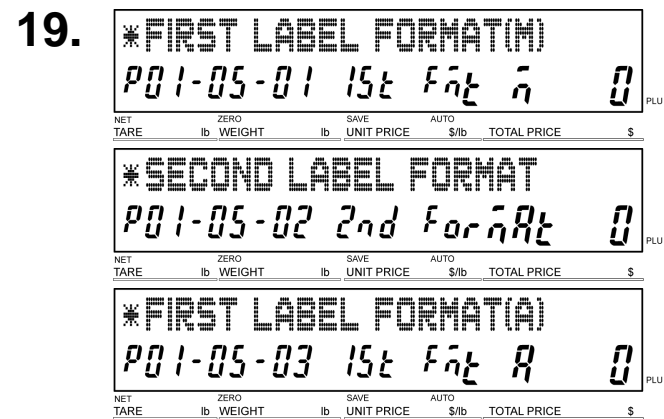 19.
*FIRST LABEL FORMAT(M)
P01-05-01 1St Fmt m 0 PLU
NET ZERO SAVE AUTO
TARE lb WEIGHT lb UNIT PRICE $/lb TOTAL PRICE $
*SECOND LABEL FORMAT
P01-05-02 2nd FormAt 0 PLU
NET ZERO SAVE AUTO
TARE lb WEIGHT lb UNIT PRICE $/lb TOTAL PRICE $
*FIRST LABEL FORMAT(A)
P01-05-03 1St Fmt A 0 PLU
NET ZERO SAVE AUTO
TARE lb WEIGHT lb UNIT PRICE $/lb TOTAL PRICE $